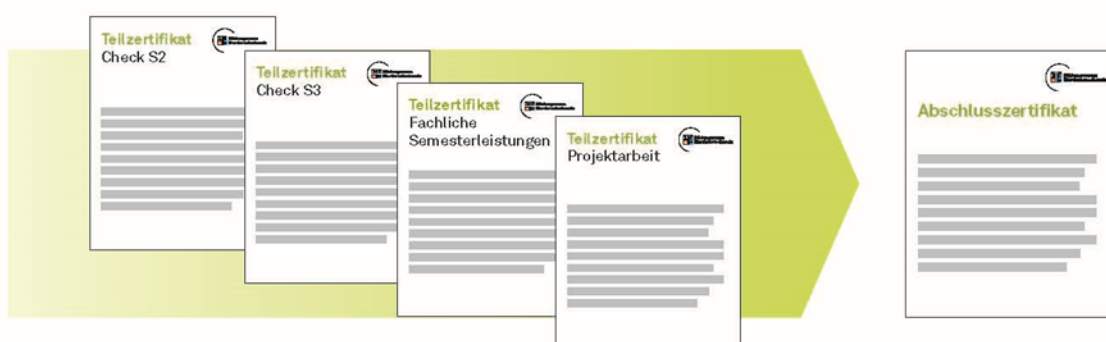 Teilzertifikat
Check S2
Teilzertifikat
Check S3
Teilzertifikat
Fachliche
Semesterleistungen
Teilzertifikat
Projektarbeit
Abschlusszertifikat